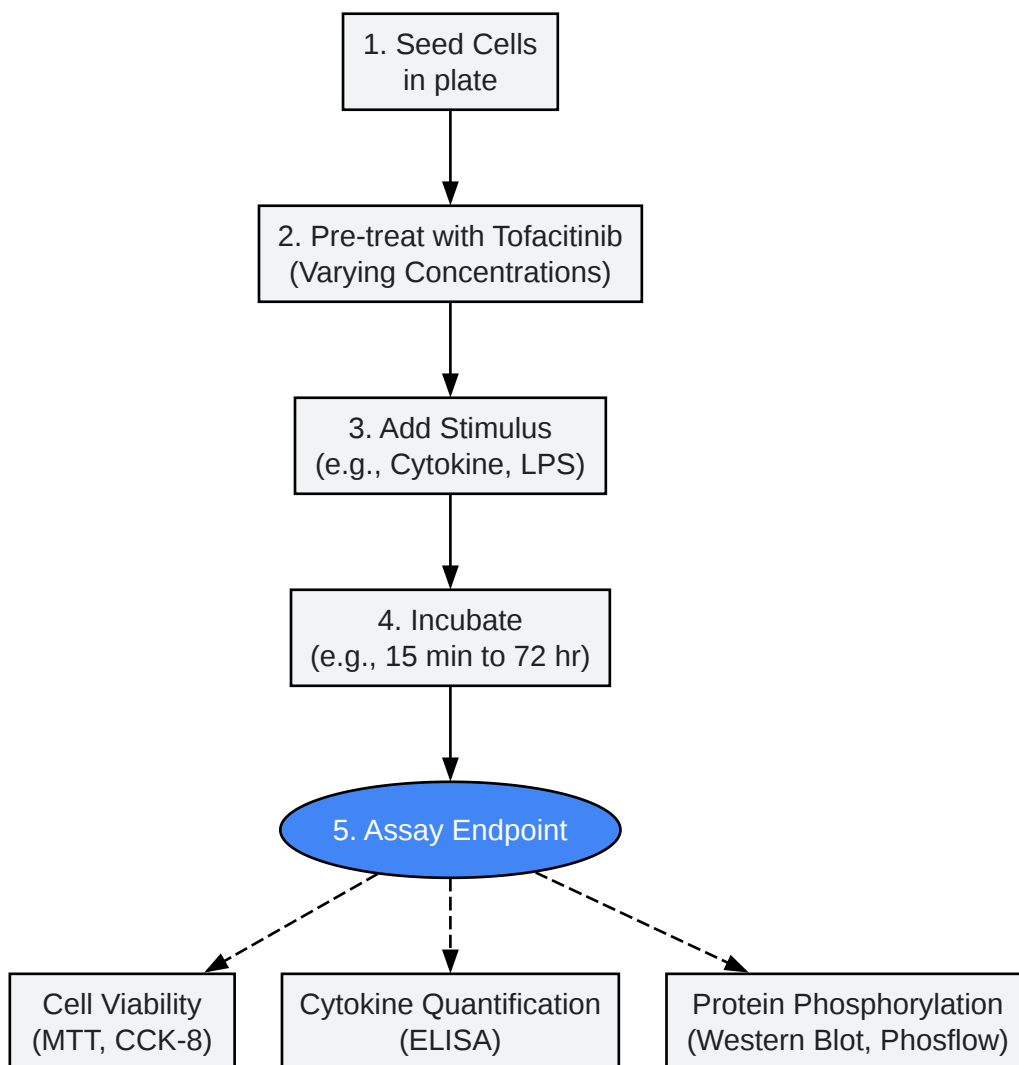 1. Seed Cells
in plate
2. Pre-treat with Tofacitinib
(Varying Concentrations)
3. Add Stimulus
(e.g., Cytokine, LPS)
4. Incubate
(e.g., 15 min to 72 hr)
5. Assay Endpoint
Cell Viability
(MTT, CCK-8)
Cytokine Quantification
(ELISA)
Protein Phosphorylation
(Western Blot, Phosflow)